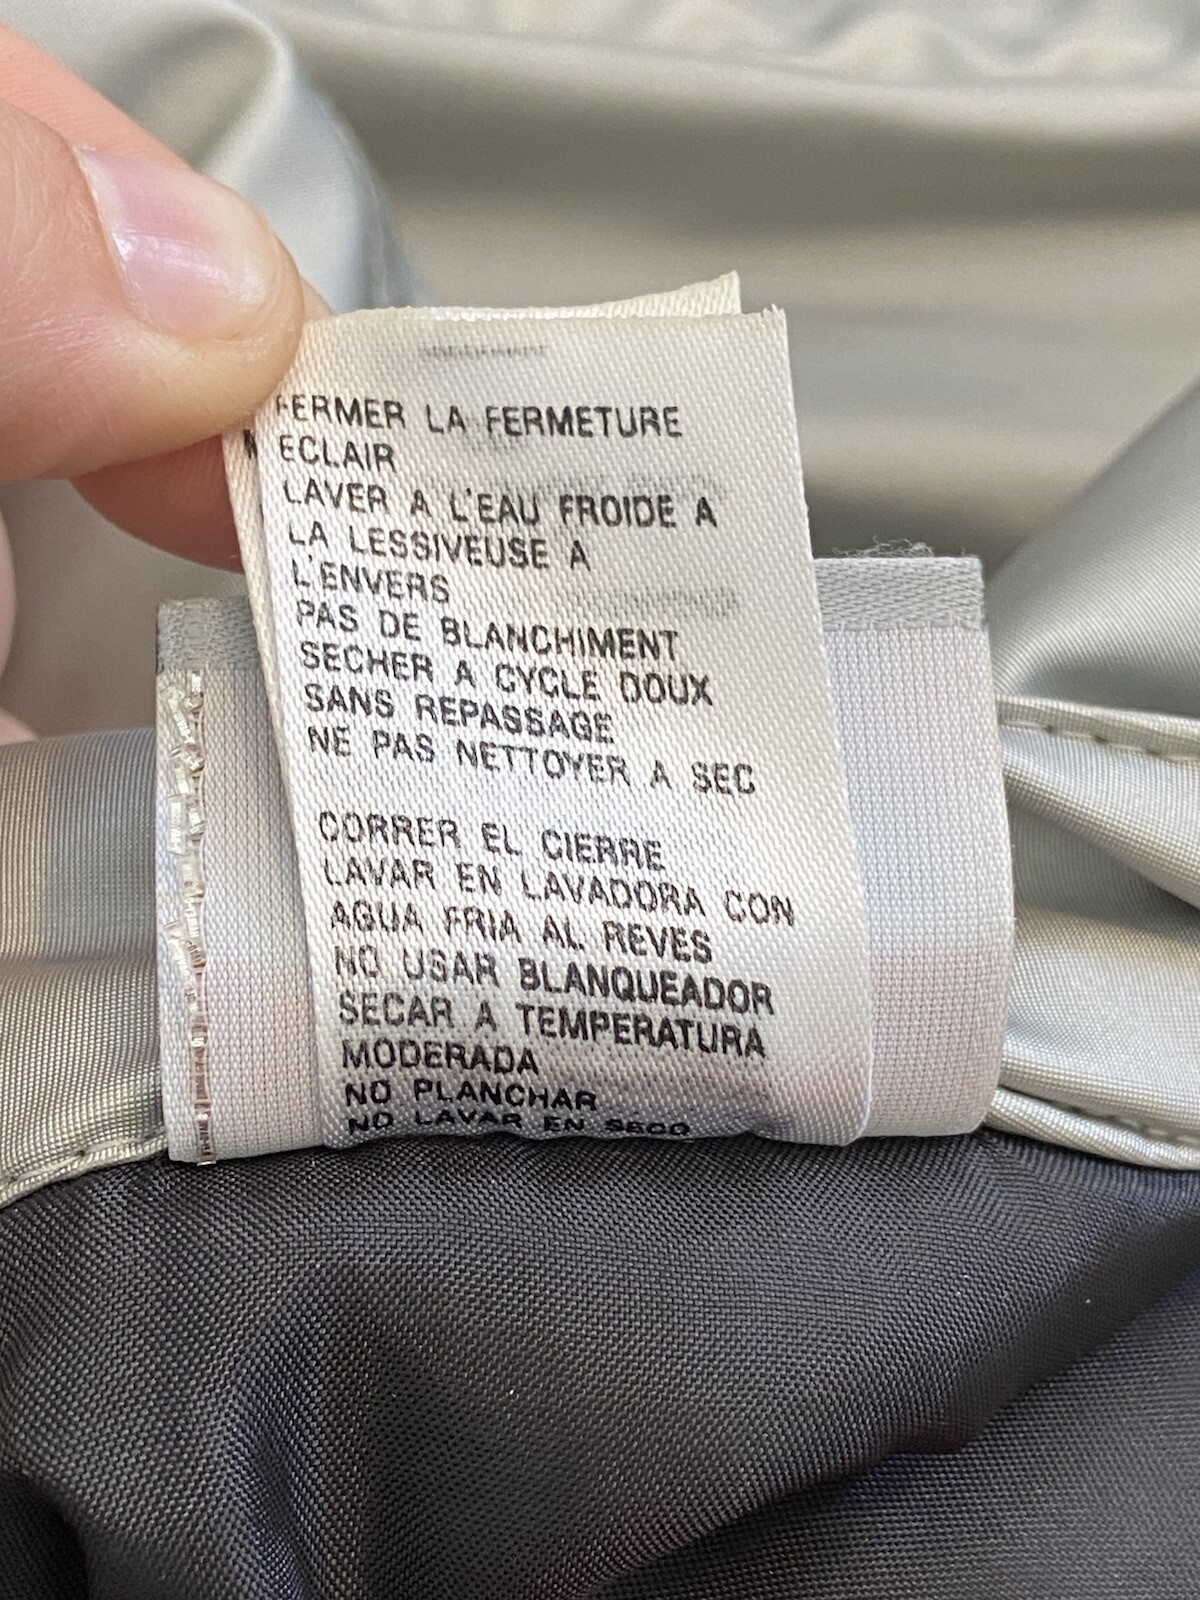 FERMER LA FERMETURE
ECLAIR
LAVER A L'EAU FROIDE A
LA LESSIVEUSE A
L'ENVERS
PAS DE BLANCHIMENT
SECHER A CYCLE DOUX
SANS REPASSAGE
NE PAS NETTOYER A SEC
CORRER EL CIERRE
LAVAR EN LAVADORA CON
AGUA FRIA AL REVES
NO USAR BLANQUEADOR
SECAR A TEMPERATURA
MODERADA
NO PLANCHAR
NO LAVAR EN SECO